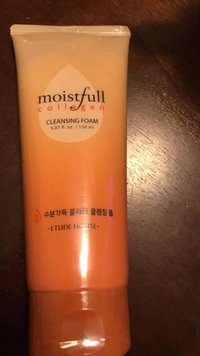 moistfull
collagen
CLEANSING FOAM
5.07 fl. oz. / 150 ml
수분가득 콜라겐 클렌징 폼
·ETUDE HOUSE·